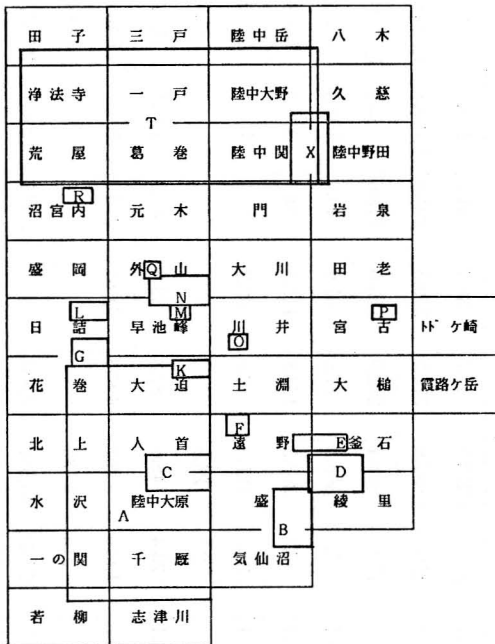 田子 三戸 陸中岳 八木
浄法寺 一戸 陸中大野 久慈
T
荒屋 葛巻 陸中関 X 陸中野田
R
沼宮内 元木 門 岩泉
盛岡 外山 大川 田老
Q
N
L M P
日詰 早池峰 川井 宮古 トドケ崎
O
G
K
花巻 大迫 土淵 大槌 霞路ケ岳
F
北上 人首 遠野 E 釜石
C D
水沢 陸中大原 盛 綾里
A B
一の関 千厩 気仙沼
若柳 志津川